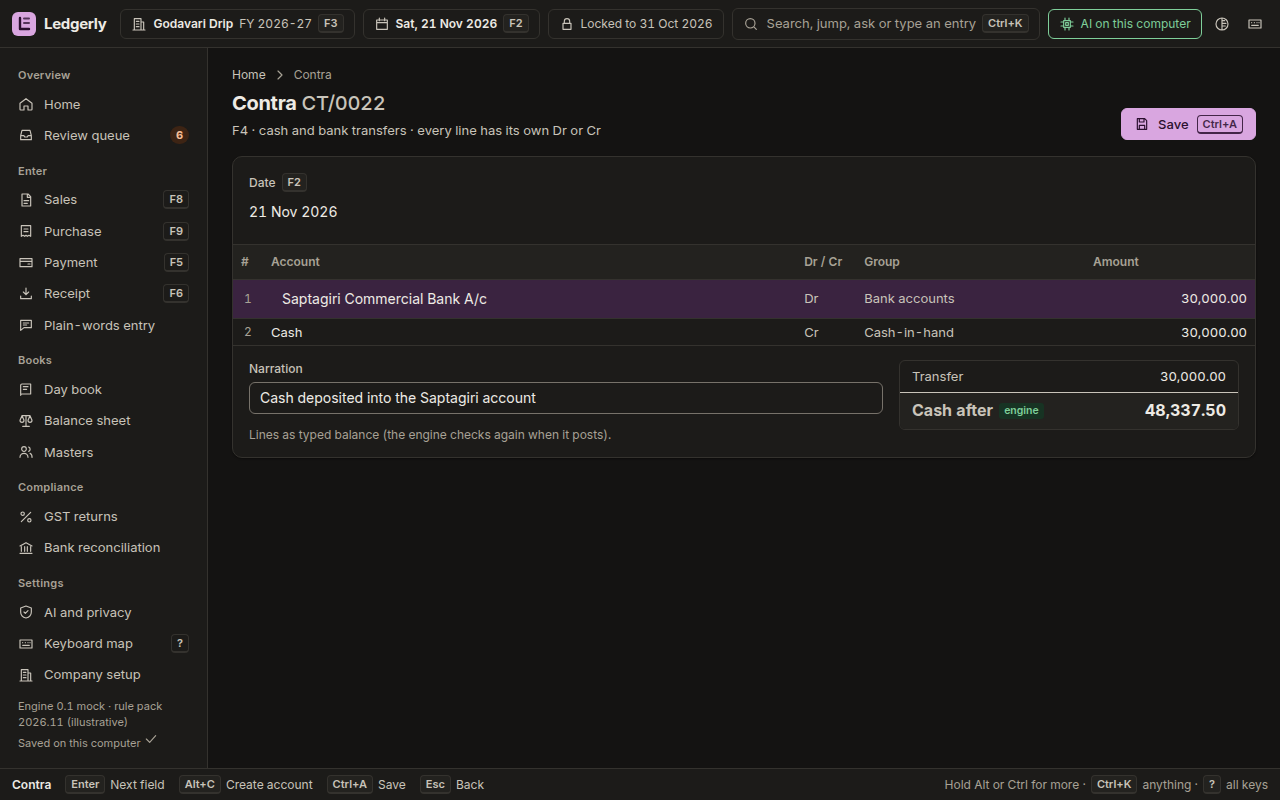 Ledgerly
Godavari Drip FY 2026-27 F3
Sat, 21 Nov 2026 F2
Locked to 31 Oct 2026
Search, jump, ask or type an entry Ctrl+K
AI on this computer
Overview
Home
Review queue 6
Enter
Sales F8
Purchase F9
Payment F5
Receipt F6
Plain-words entry
Books
Day book
Balance sheet
Masters
Compliance
GST returns
Bank reconciliation
Settings
AI and privacy
Keyboard map ?
Company setup
Engine 0.1 mock · rule pack
2026.11 (illustrative)
Saved on this computer
Home > Contra
Contra CT/0022
F4 · cash and bank transfers · every line has its own Dr or Cr
Save Ctrl+A
Date F2
21 Nov 2026
# Account Dr / Cr Group Amount
1 Saptagiri Commercial Bank A/c Dr Bank accounts 30,000.00
2 Cash Cr Cash-in-hand 30,000.00
Narration
Cash deposited into the Saptagiri account
Lines as typed balance (the engine checks again when it posts).
Transfer 30,000.00
Cash after engine 48,337.50
Contra Enter Next field Alt+C Create account Ctrl+A Save Esc Back
Hold Alt or Ctrl for more · Ctrl+K anything · ? all keys